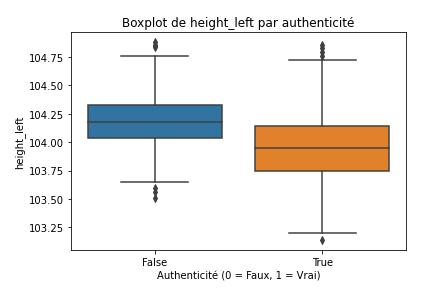 Boxplot de height_left par authenticité
height_left
104.75
104.50
104.25
104.00
103.75
103.50
103.25
False True
Authenticité (0 = Faux, 1 = Vrai)